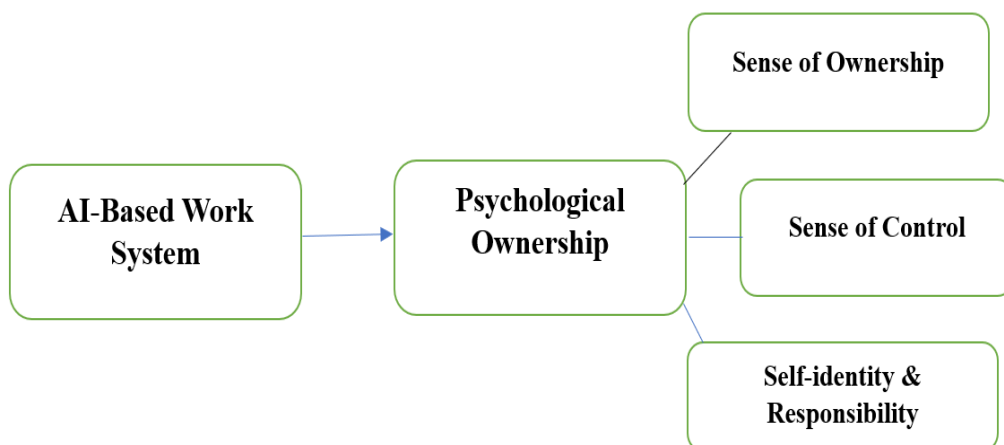 Sense of Ownership
AI-Based Work
System
Psychological
Ownership
Sense of Control
Self-identity &
Responsibility